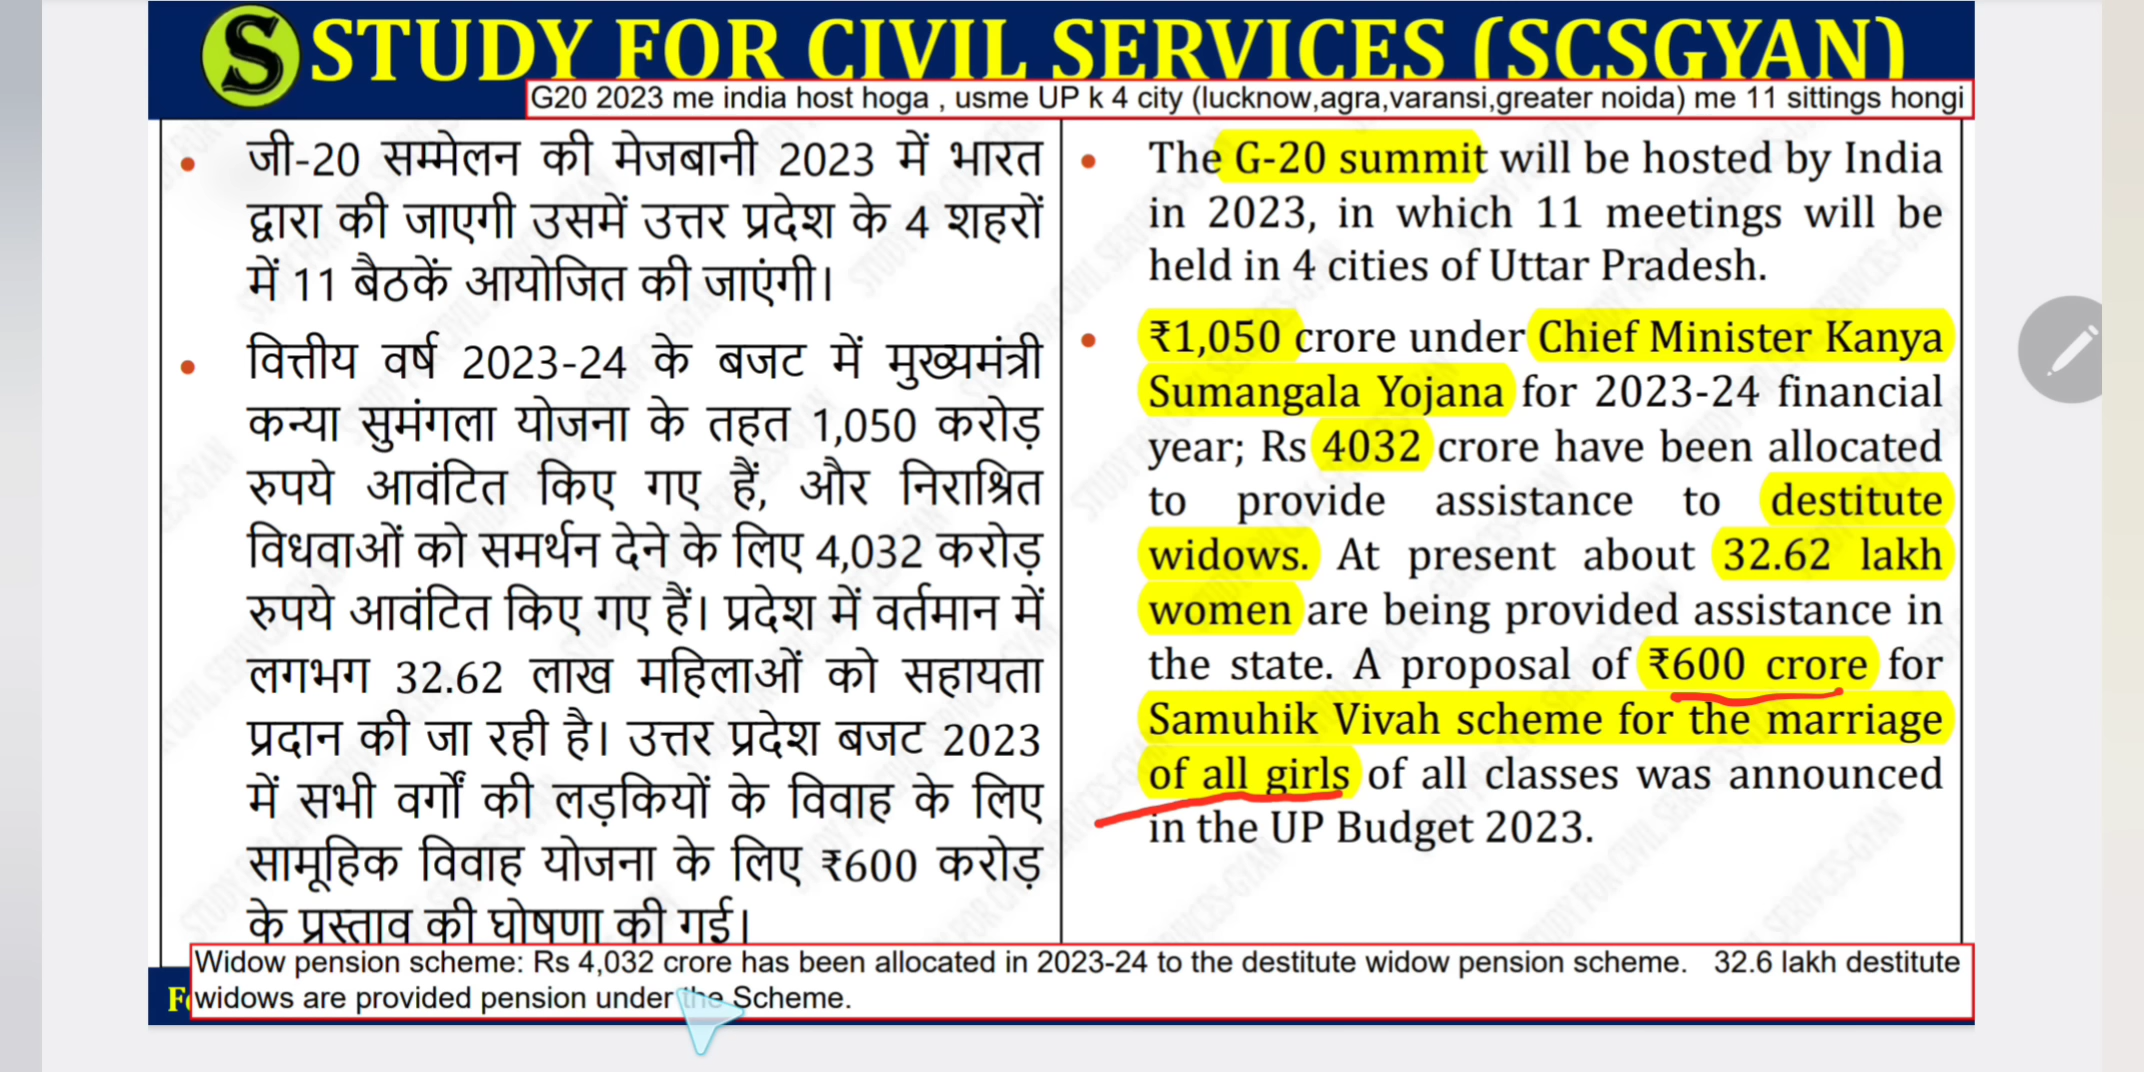 STUDY FOR CIVIL SERVICES (SCSGYAN)
G20 2023 me india host hoga , usme UP k 4 city (lucknow,agra,varansi,greater noida) me 11 sittings hongi
• जी-20 सम्मेलन की मेजबानी 2023 में भारत
द्वारा की जाएगी उसमें उत्तर प्रदेश के 4 शहरों
में 11 बैठकें आयोजित की जाएंगी।
• वित्तीय वर्ष 2023-24 के बजट में मुख्यमंत्री
कन्या सुमंगला योजना के तहत 1,050 करोड़
रुपये आवंटित किए गए हैं, और निराश्रित
विधवाओं को समर्थन देने के लिए 4,032 करोड़
रुपये आवंटित किए गए हैं। प्रदेश में वर्तमान में
लगभग 32.62 लाख महिलाओं को सहायता
प्रदान की जा रही है। उत्तर प्रदेश बजट 2023
में सभी वर्गों की लड़कियों के विवाह के लिए
सामूहिक विवाह योजना के लिए ₹600 करोड़
के प्रस्ताव की घोषणा की गई।
• The G-20 summit will be hosted by India
in 2023, in which 11 meetings will be
held in 4 cities of Uttar Pradesh.
• ₹1,050 crore under Chief Minister Kanya
Sumangala Yojana for 2023-24 financial
year; Rs 4032 crore have been allocated
to provide assistance to destitute
widows. At present about 32.62 lakh
women are being provided assistance in
the state. A proposal of ₹600 crore for
Samuhik Vivah scheme for the marriage
of all girls of all classes was announced
in the UP Budget 2023.
Widow pension scheme: Rs 4,032 crore has been allocated in 2023-24 to the destitute widow pension scheme. 32.6 lakh destitute
widows are provided pension under the Scheme.